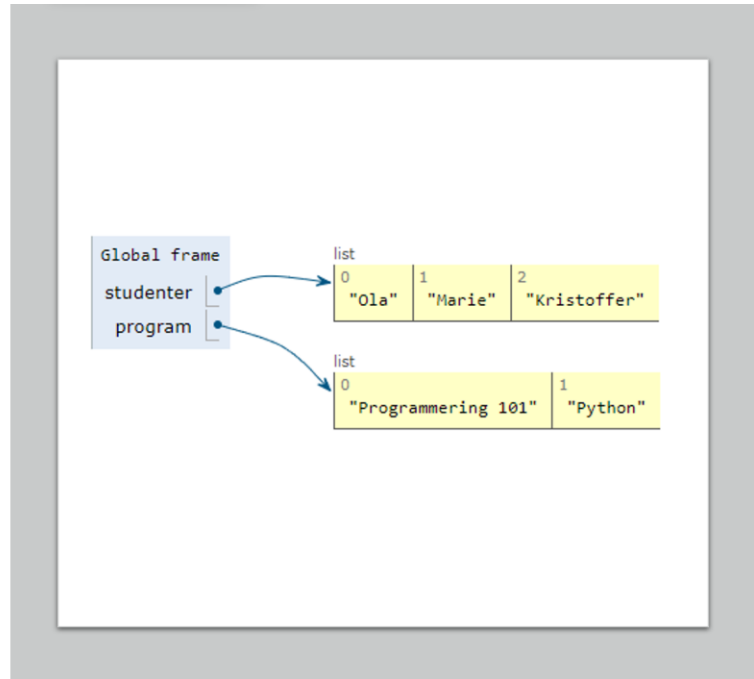 Global frame
studenter
program
list
0 1 2
"Ola" "Marie" "Kristoffer"
list
0 1
"Programmering 101" "Python"